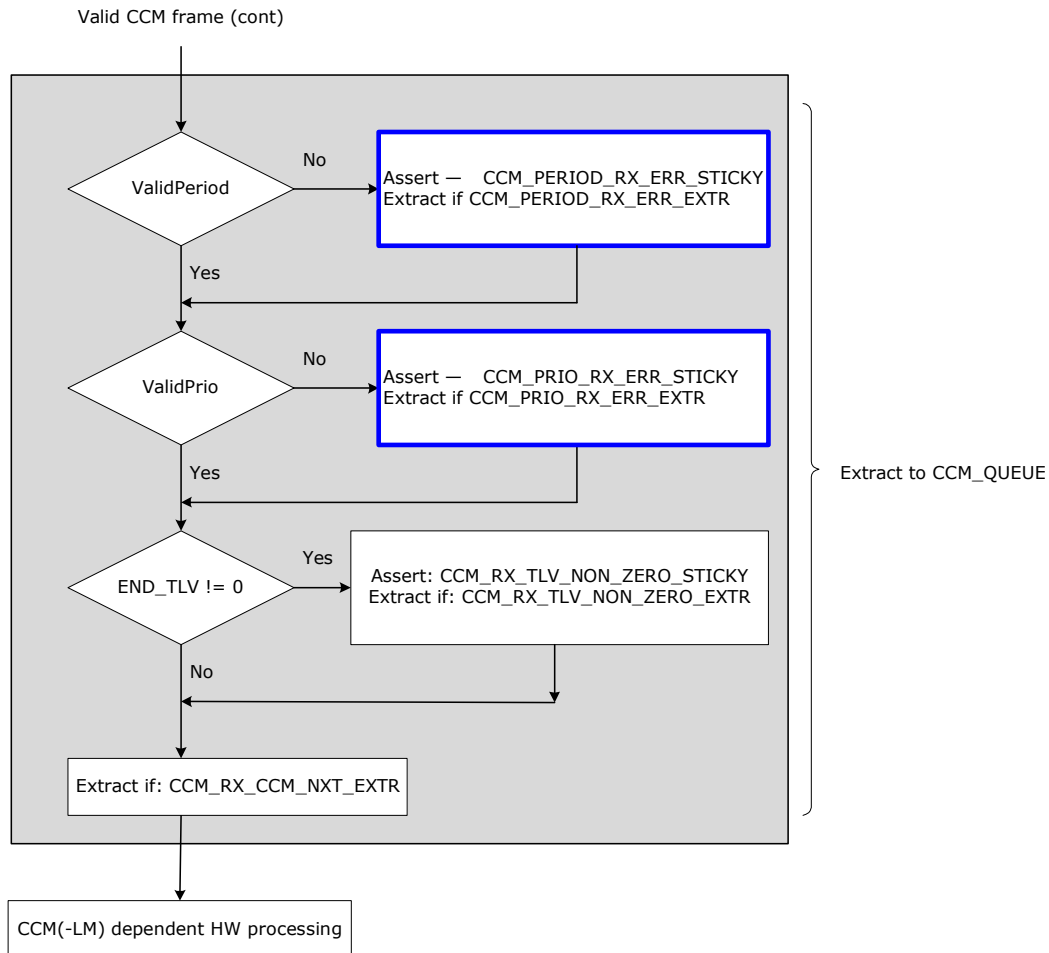 Valid CCM frame (cont)
No
ValidPeriod
Assert — CCM_PERIOD_RX_ERR_STICKY
Extract if CCM_PERIOD_RX_ERR_EXTR
Yes
No
ValidPrio
Assert — CCM_PRIO_RX_ERR_STICKY
Extract if CCM_PRIO_RX_ERR_EXTR
Yes
Extract to CCM_QUEUE
Yes
END_TLV != 0
Assert: CCM_RX_TLV_NON_ZERO_STICKY
Extract if: CCM_RX_TLV_NON_ZERO_EXTR
No
Extract if: CCM_RX_CCM_NXT_EXTR
CCM(-LM) dependent HW processing